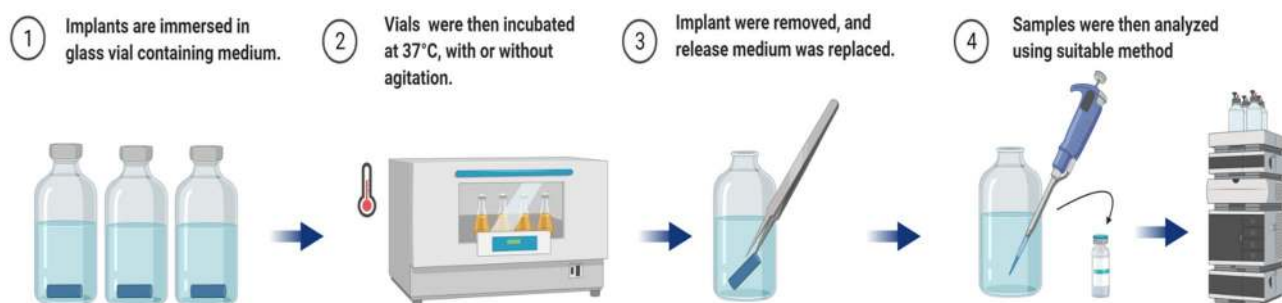 1
Implants are immersed in
glass vial containing medium.
2
Vials were then incubated
at 37°C, with or without
agitation.
3
Implant were removed, and
release medium was replaced.
4
Samples were then analyzed
using suitable method